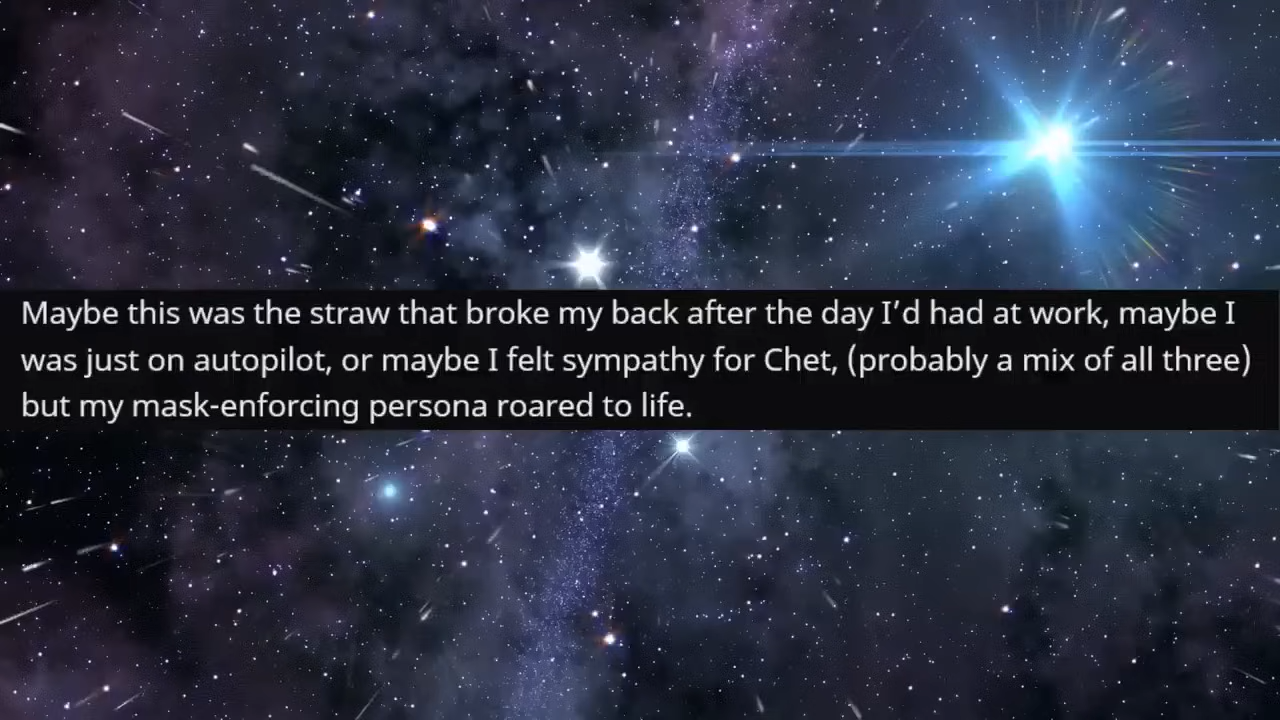 Maybe this was the straw that broke my back after the day I’d had at work, maybe I
was just on autopilot, or maybe I felt sympathy for Chet, (probably a mix of all three)
but my mask-enforcing persona roared to life.